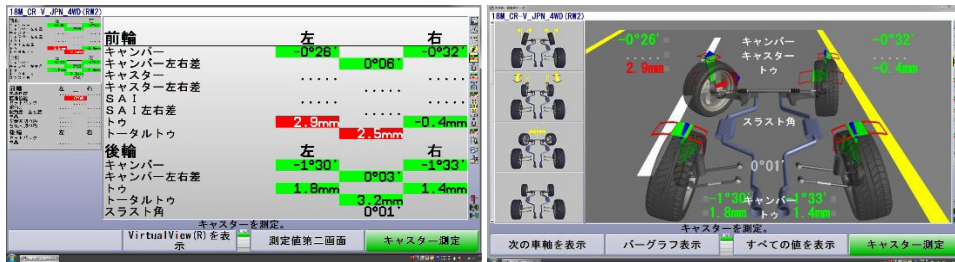 18M_CR-V_JPN_4WD(RW2)
前輪 左 右
キャンバー -0°26' -0°32'
キャンバー左右差 0°06'
キャスター ..... .....
キャスター左右差 .....
SAI ..... .....
SAI左右差 .....
トゥ 2.9mm -0.4mm
トータルトゥ 2.5mm
後輪 左 右
キャンバー -1°30' -1°33'
キャンバー左右差 0°03'
トゥ 1.8mm 1.4mm
トータルトゥ 3.2mm
スラスト角 0°01'
キャスターを測定。
VirtualView(R)を表
示
測定値第二画面
キャスター測定
18M_CR-V_JPN_4WD(RW2)
-0°26' キャンバー -0°32'
キャスター
2.9mm トゥ -0.4mm
スラスト角
0°01'
-1°30' キャンバー -1°33'
1.8mm トゥ 1.4mm
キャスターを測定。
次の車軸を表示
バーグラフ表示
すべての値を表示
キャスター測定